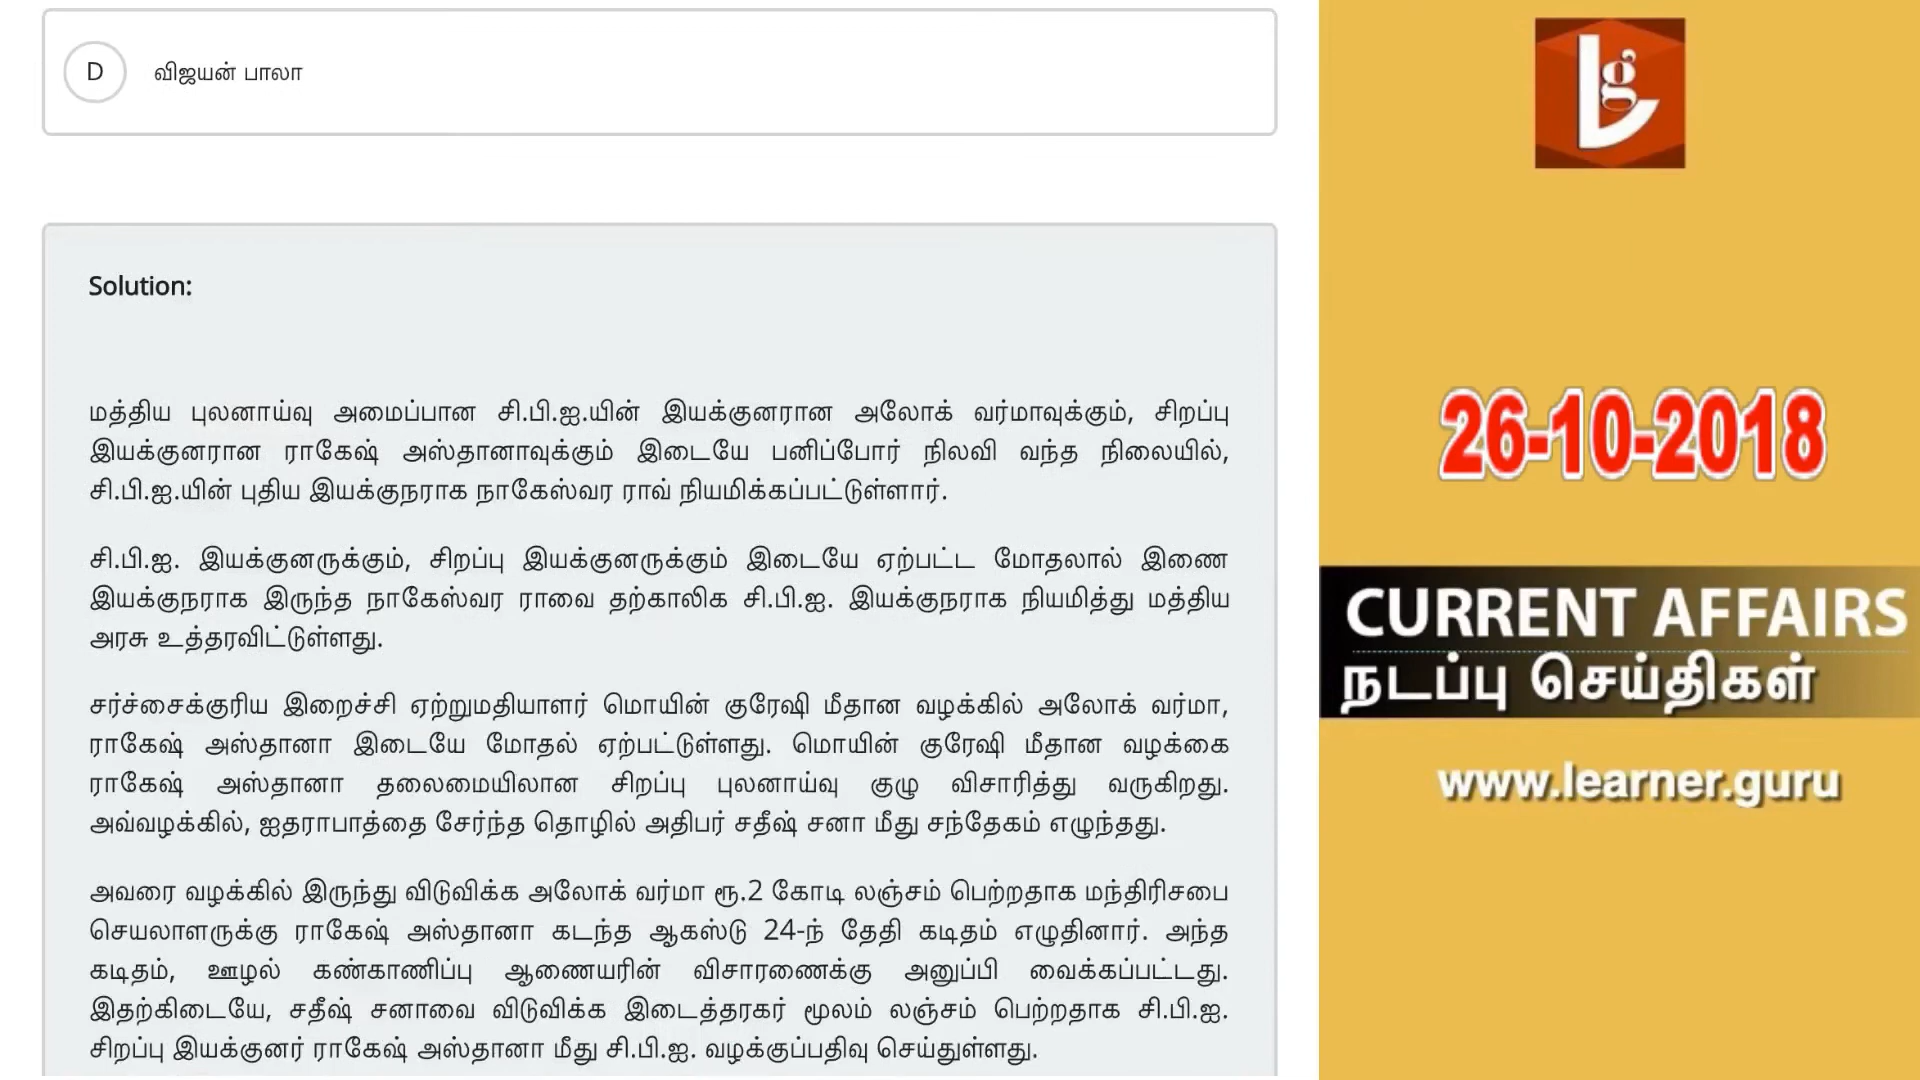 D
விஜயன் பாலா
Solution:
மத்திய புலனாய்வு அமைப்பான சி.பி.ஐ.யின் இயக்குனரான அலோக் வர்மாவுக்கும், சிறப்பு
இயக்குனரான ராகேஷ் அஸ்தானாவுக்கும் இடையே பனிப்போர் நிலவி வந்த நிலையில்,
சி.பி.ஐ.யின் புதிய இயக்குநராக நாகேஸ்வர ராவ் நியமிக்கப்பட்டுள்ளார்.
சி.பி.ஐ. இயக்குனருக்கும், சிறப்பு இயக்குனருக்கும் இடையே ஏற்பட்ட மோதலால் இணை
இயக்குநராக இருந்த நாகேஸ்வர ராவை தற்காலிக சி.பி.ஐ. இயக்குநராக நியமித்து மத்திய
அரசு உத்தரவிட்டுள்ளது.
சர்ச்சைக்குரிய இறைச்சி ஏற்றுமதியாளர் மொயின் குரேஷி மீதான வழக்கில் அலோக் வர்மா,
ராகேஷ் அஸ்தானா இடையே மோதல் ஏற்பட்டுள்ளது. மொயின் குரேஷி மீதான வழக்கை
ராகேஷ் அஸ்தானா தலைமையிலான சிறப்பு புலனாய்வு குழு விசாரித்து வருகிறது.
அவ்வழக்கில், ஐதராபாத்தை சேர்ந்த தொழில் அதிபர் சதீஷ் சனா மீது சந்தேகம் எழுந்தது.
அவரை வழக்கில் இருந்து விடுவிக்க அலோக் வர்மா ரூ.2 கோடி லஞ்சம் பெற்றதாக மந்திரிசபை
செயலாளருக்கு ராகேஷ் அஸ்தானா கடந்த ஆகஸ்டு 24-ந் தேதி கடிதம் எழுதினார். அந்த
கடிதம், ஊழல் கண்காணிப்பு ஆணையரின் விசாரணைக்கு அனுப்பி வைக்கப்பட்டது.
இதற்கிடையே, சதீஷ் சனாவை விடுவிக்க இடைத்தரகர் மூலம் லஞ்சம் பெற்றதாக சி.பி.ஐ.
சிறப்பு இயக்குனர் ராகேஷ் அஸ்தானா மீது சி.பி.ஐ. வழக்குப்பதிவு செய்துள்ளது.
Lg
26-10-2018
CURRENT AFFAIRS
நடப்பு செய்திகள்
www.learner.guru